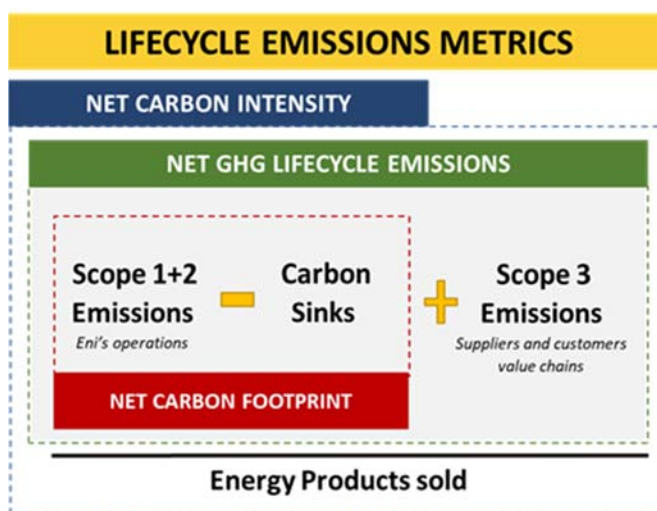 LIFECYCLE EMISSIONS METRICS
NET CARBON INTENSITY
NET GHG LIFECYCLE EMISSIONS
Scope 1+2
Emissions
Eni's operations
Carbon
Sinks
Scope 3
Emissions
Suppliers and customers
value chains
NET CARBON FOOTPRINT
Energy Products sold